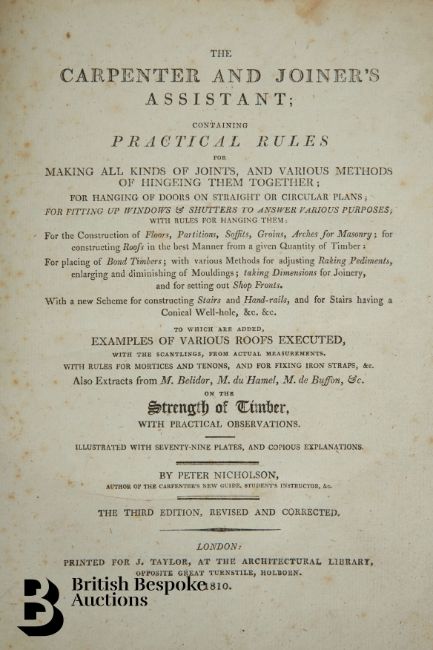 THE
CARPENTER AND JOINER'S
ASSISTANT;
CONTAINING
PRACTICAL RULES
FOR
MAKING ALL KINDS OF JOINTS, AND VARIOUS METHODS
OF HINGEING THEM TOGETHER;
FOR HANGING OF DOORS ON STRAIGHT OR CIRCULAR PLANS;
FOR FITTING UP WINDOWS & SHUTTERS TO ANSWER VARIOUS PURPOSES,
WITH RULES FOR HANGING THEM:
For the Construction of Floors, Partitions, Soffits, Groins, Arches for Masonry; for
constructing Roofs in the best Manner from a given Quantity of Timber:
For placing of Bond Timbers; with various Methods for adjusting Raking Pediments,
enlarging and diminishing of Mouldings; taking Dimensions for Joinery,
and for setting out Shop Fronts.
With a new Scheme for constructing Stairs and Hand-rails, and for Stairs having a
Conical Well-hole, &c. &c.
TO WHICH ARE ADDED,
EXAMPLES OF VARIOUS ROOFS EXECUTED,
WITH THE SCANTLINGS, FROM ACTUAL MEASUREMENTS.
WITH RULES FOR MORTICES AND TENONS, AND FOR FIXING IRON STRAPS, &c.
Also Extracts from M. Belidor, M. du Hamel, M. de Buffon, &c.
ON THE
Strength of Timber,
WITH PRACTICAL OBSERVATIONS.
ILLUSTRATED WITH SEVENTY-NINE PLATES, AND COPIOUS EXPLANATIONS.
BY PETER NICHOLSON,
AUTHOR OF THE CARPENTER'S NEW GUIDE, STUDENT'S INSTRUCTOR, &c.
THE THIRD EDITION, REVISED AND CORRECTED.
LONDON:
PRINTED FOR J. TAYLOR, AT THE ARCHITECTURAL LIBRARY,
OPPOSITE GREAT TURNSTILE, HOLBORN.
1810.
B
British Bespoke
Auctions